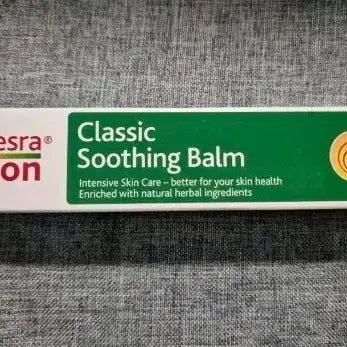 esra®
on
Classic
Soothing Balm
Intensive Skin Care – better for your skin health
Enriched with natural herbal ingredients